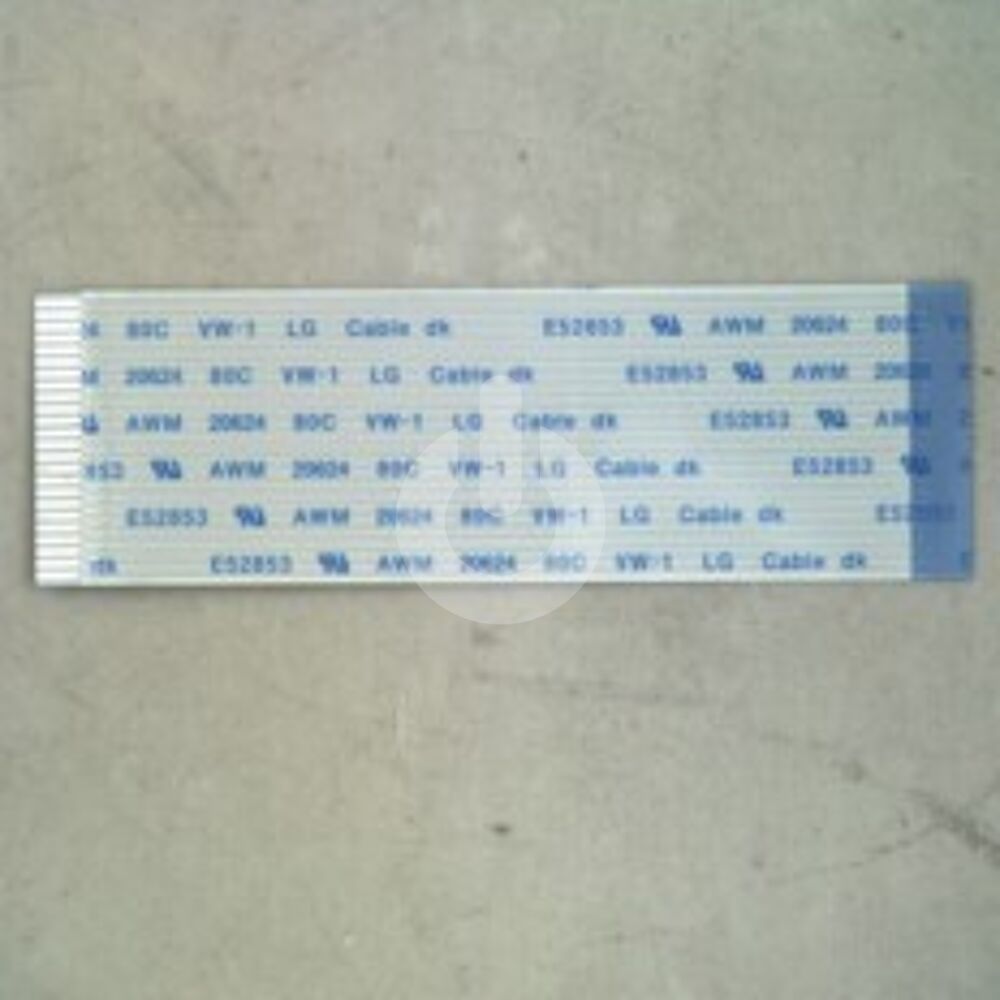 80C VW-1 LG Cable dk E52853 AWM 20624 80C
20624 80C VW-1 LG Cable dk E52853 AWM
AWM 20624 80C VW-1 LG Cable dk E52853
AWM 20624 80C VW-1 LG Cable dk E52853
E52853 AWM 20624 80C VW-1 LG Cable dk
dk E52853 AWM 20624 80C VW-1 LG Cable dk